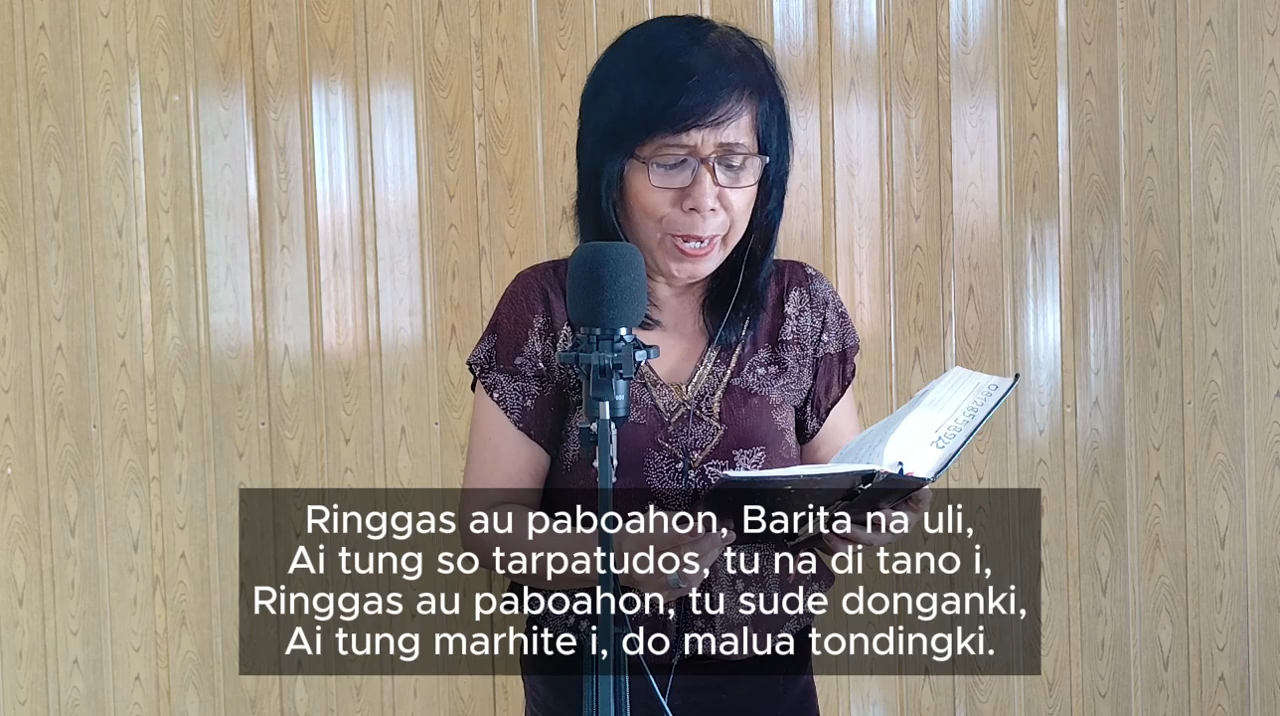 08128558922
Ringgas au paboahon, Barita na uli,
Ai tung so tarpatudos, tu na di tano i,
Ringgas au paboahon, tu sude donganki,
Ai tung marhite i, do malua tondingki.